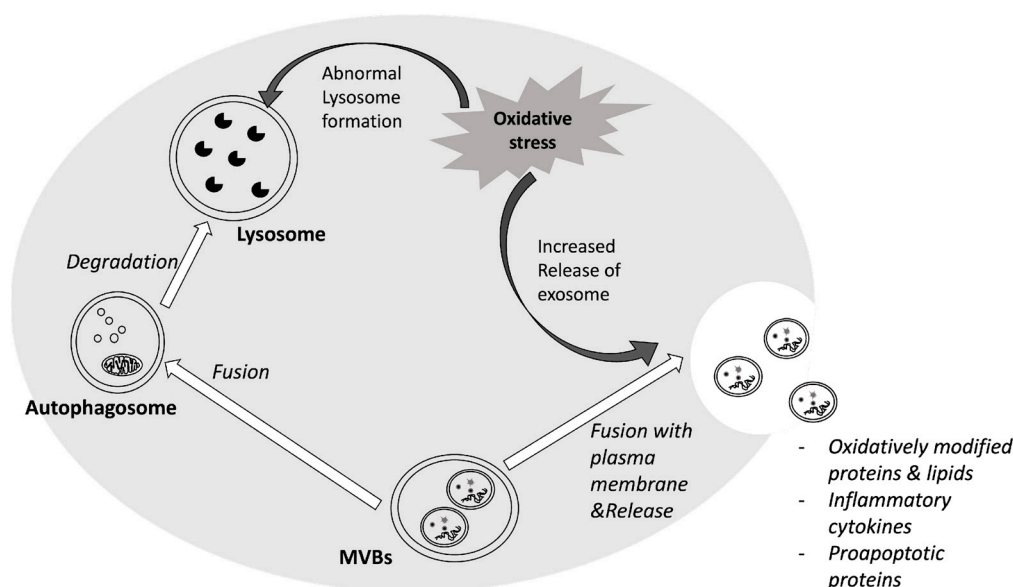 Abnormal
Lysosome
formation
Oxidative
stress
Lysosome
Increased
Release of
exosome
Degradation
Autophagosome
Fusion
Fusion with
plasma
membrane
&Release
MVBs
- Oxidatively modified
proteins & lipids
- Inflammatory
cytokines
- Proapoptotic
proteins